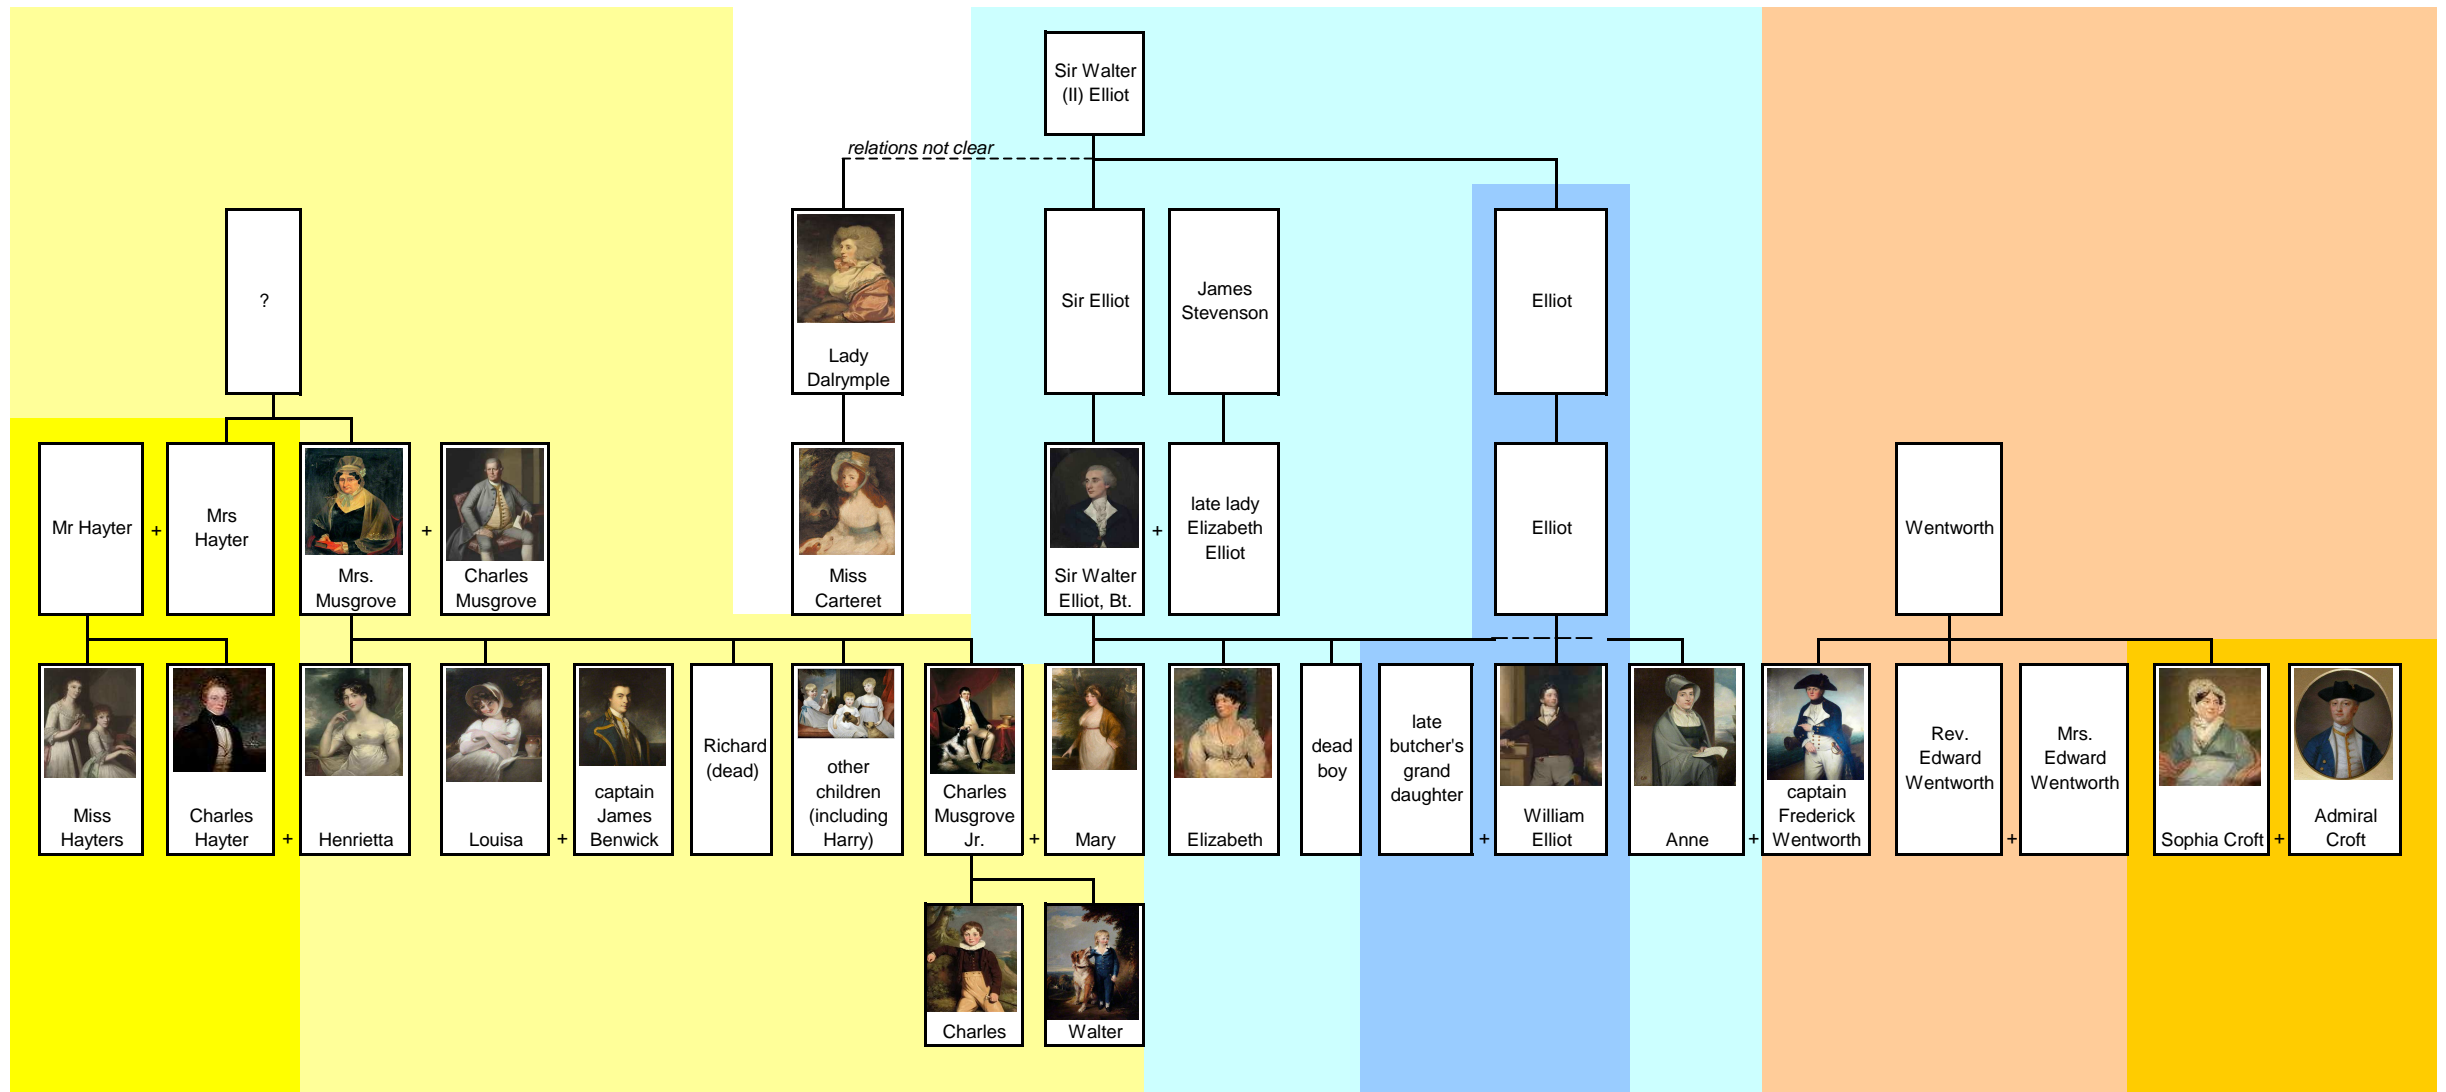 Sir Walter
(II) Elliot
relations not clear
?
Lady
Dalrymple
Sir Elliot
James
Stevenson
Elliot
Mr Hayter
+
Mrs
Hayter
Mrs.
Musgrove
+
Charles
Musgrove
Miss
Carteret
Sir Walter
Elliot, Bt.
+
late lady
Elizabeth
Elliot
Elliot
Wentworth
Miss
Hayters
Charles
Hayter
+
Henrietta
Louisa
+
captain
James
Benwick
Richard
(dead)
other
children
(including
Harry)
Charles
Musgrove
Jr.
+
Mary
Elizabeth
dead
boy
late
butcher's
grand
daughter
+
William
Elliot
Anne
+
captain
Frederick
Wentworth
Rev.
Edward
Wentworth
+
Mrs.
Edward
Wentworth
Sophia Croft
+
Admiral
Croft
Charles
Walter